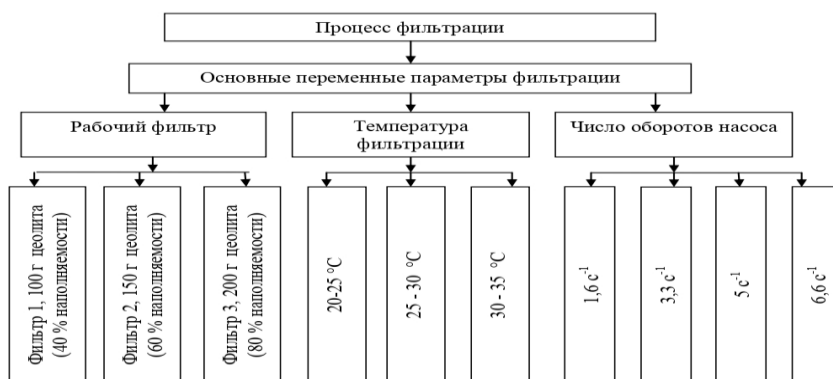 Процесс фильтрации
Основные переменные параметры фильтрации
Рабочий фильтр
Температура
фильтрации
Число оборотов насоса
Фильтр 1, 100 г цеолита
(40 % наполняемости)
Фильтр 2, 150 г цеолита
(60 % наполняемости)
Фильтр 3, 200 г цеолита
(80 % наполняемости)
20-25 °С
25 - 30 °С
30 - 35 °С
1,6 с⁻¹
3,3 с⁻¹
5 с⁻¹
6,6 с⁻¹